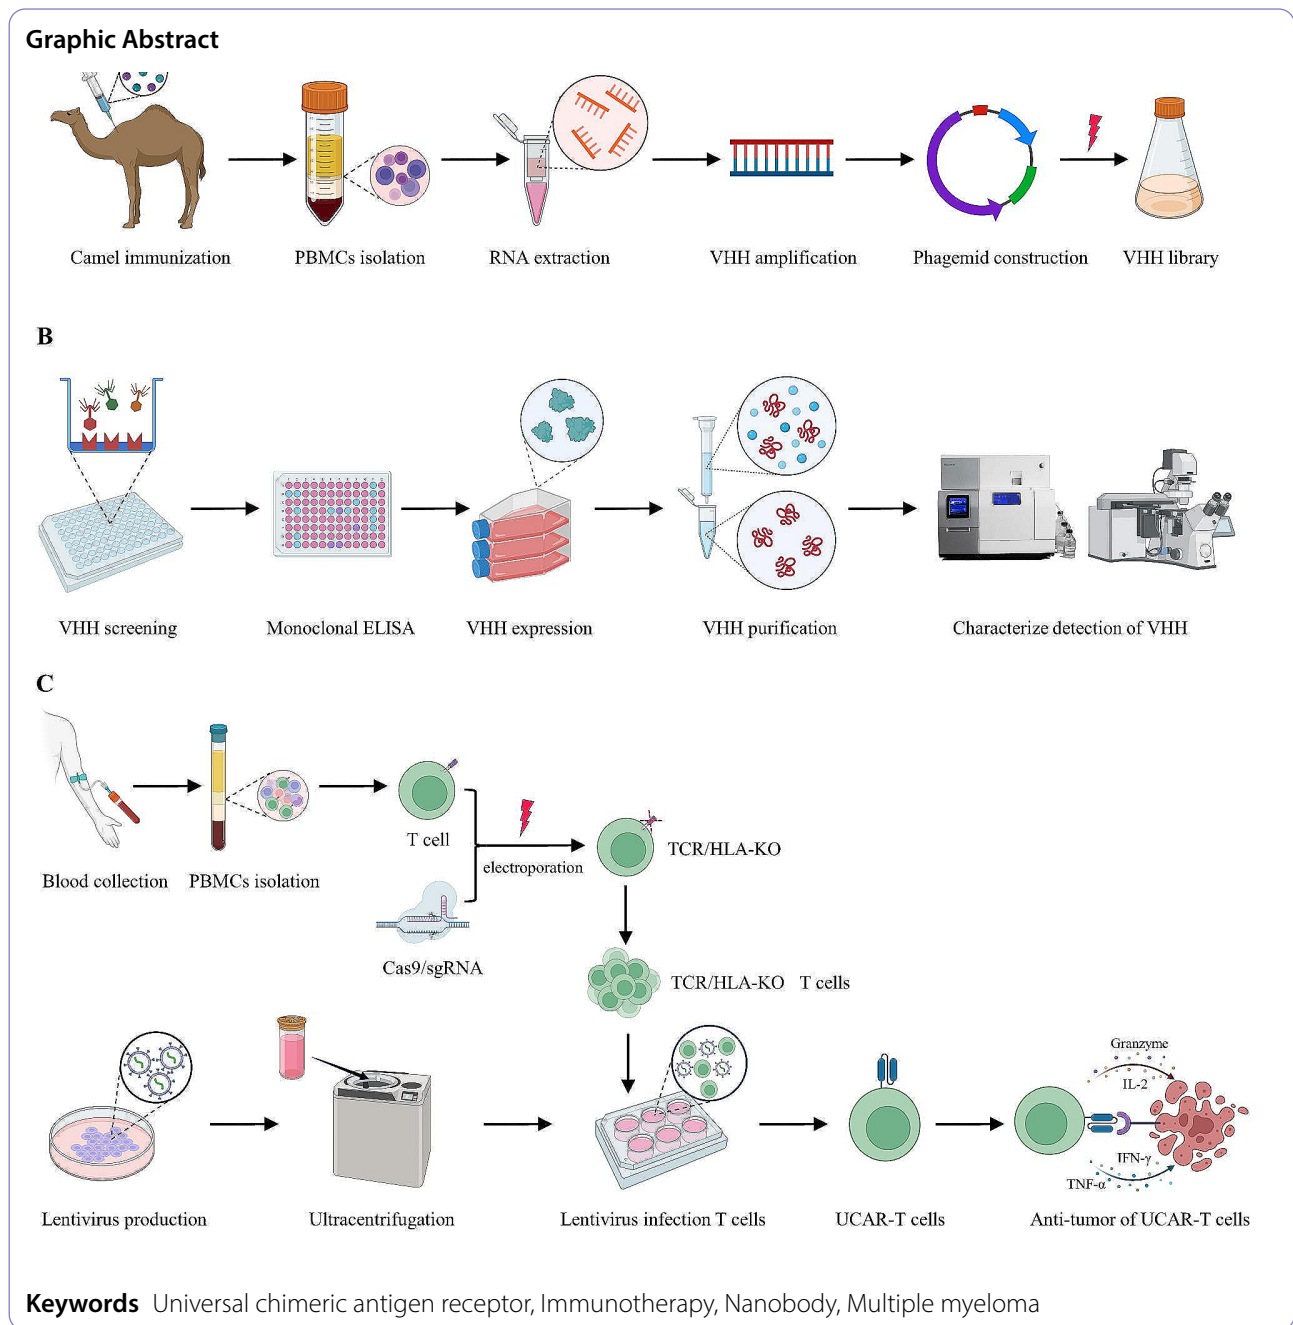 Graphic Abstract
Camel immunization
PBMCs isolation
RNA extraction
VHH amplification
Phagemid construction
VHH library
B
VHH screening
Monoclonal ELISA
VHH expression
VHH purification
Characterize detection of VHH
C
Blood collection
PBMCs isolation
T cell
Cas9/sgRNA
electroporation
TCR/HLA-KO
TCR/HLA-KO T cells
Lentivirus production
Ultracentrifugation
Lentivirus infection T cells
UCAR-T cells
Granzyme
IL-2
IFN-γ
TNF-α
Anti-tumor of UCAR-T cells
Keywords Universal chimeric antigen receptor, Immunotherapy, Nanobody, Multiple myeloma